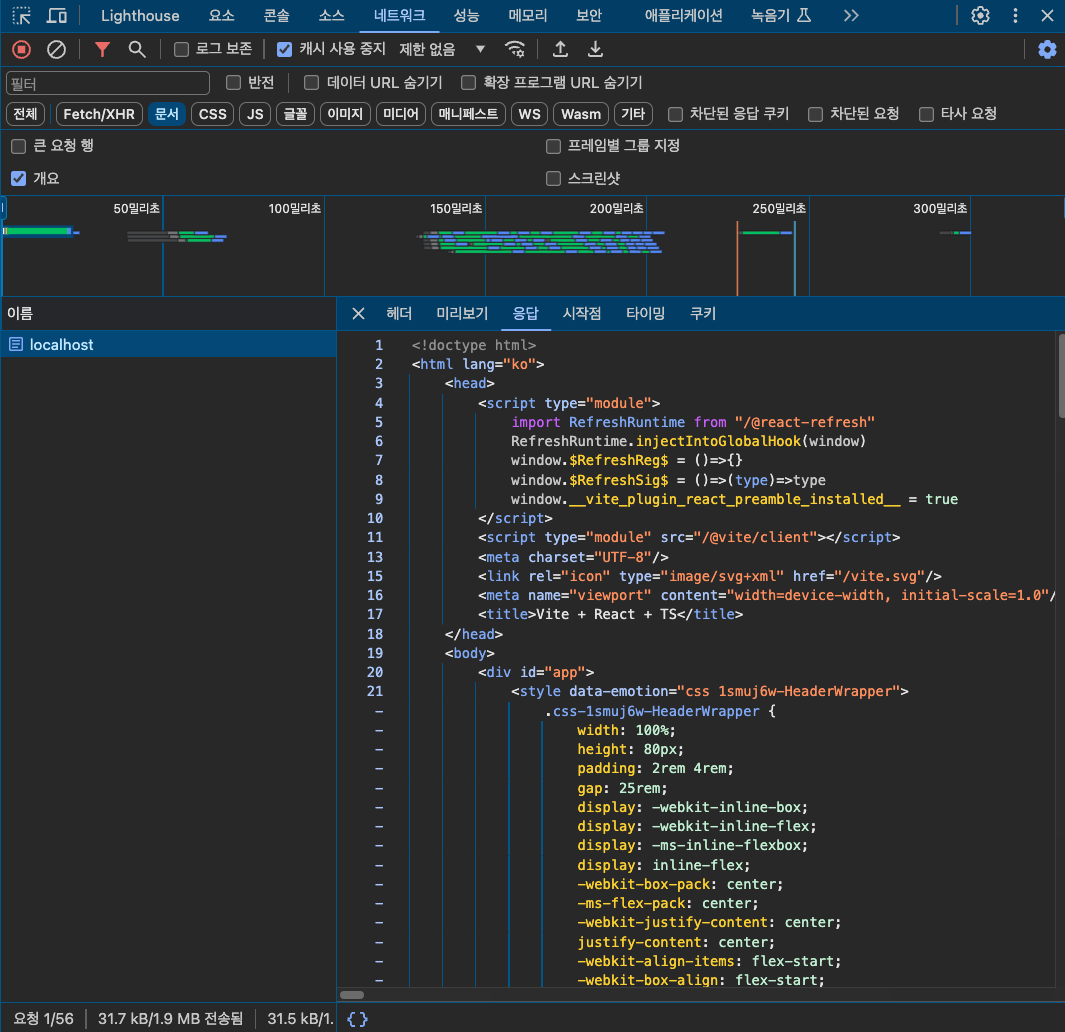 Lighthouse 요소 콘솔 소스 네트워크 성능 메모리 보안 애플리케이션 녹음기
로그 보존 캐시 사용 중지 제한 없음
필터 반전 데이터 URL 숨기기 확장 프로그램 URL 숨기기
전체 Fetch/XHR 문서 CSS JS 글꼴 이미지 미디어 매니페스트 WS Wasm 기타 차단된 응답 쿠키 차단된 요청 타사 요청
큰 요청 행 프레임별 그룹 지정
개요 스크린샷
50밀리초 100밀리초 150밀리초 200밀리초 250밀리초 300밀리초
이름 헤더 미리보기 응답 시작점 타이밍 쿠키
localhost
1 <!doctype html>
2 <html lang="ko">
3 <head>
4 <script type="module">
5 import RefreshRuntime from "/@react-refresh"
6 RefreshRuntime.injectIntoGlobalHook(window)
7 window.$RefreshReg$ = ()=>{}
8 window.$RefreshSig$ = ()=>(type)=>type
9 window.__vite_plugin_react_preamble_installed__ = true
10 </script>
11 <script type="module" src="/@vite/client"></script>
13 <meta charset="UTF-8"/>
15 <link rel="icon" type="image/svg+xml" href="/vite.svg"/>
16 <meta name="viewport" content="width=device-width, initial-scale=1.0"/
17 <title>Vite + React + TS</title>
18 </head>
19 <body>
20 <div id="app">
21 <style data-emotion="css 1smuj6w-HeaderWrapper">
- .css-1smuj6w-HeaderWrapper {
- width: 100%;
- height: 80px;
- padding: 2rem 4rem;
- gap: 25rem;
- display: -webkit-inline-box;
- display: -webkit-inline-flex;
- display: -ms-inline-flexbox;
- display: inline-flex;
- -webkit-box-pack: center;
- -ms-flex-pack: center;
- -webkit-justify-content: center;
- justify-content: center;
- -webkit-align-items: flex-start;
- -webkit-box-align: flex-start;
요청 1/56 31.7 kB/1.9 MB 전송됨 31.5 kB/1. {}